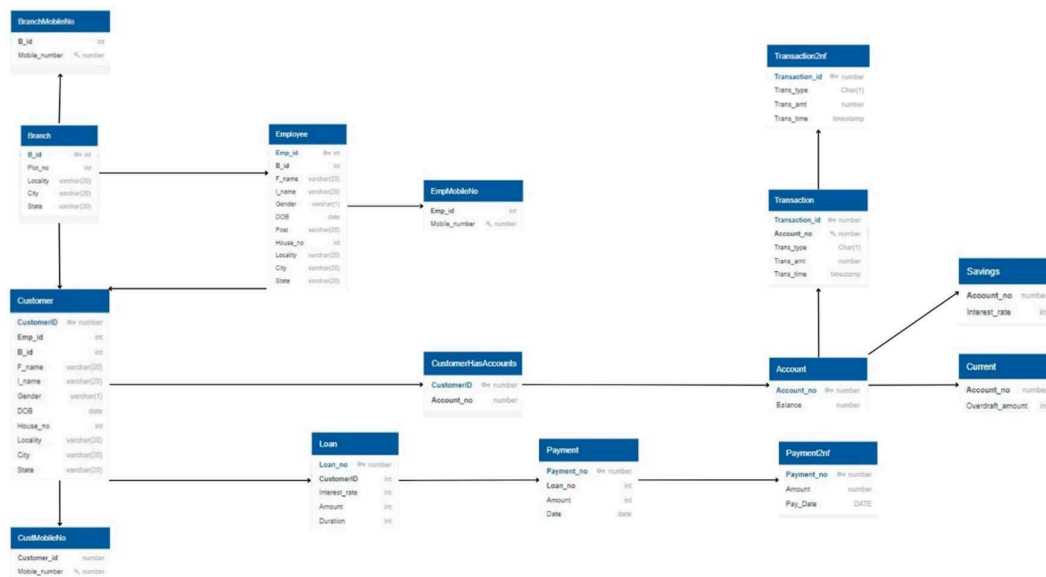 BranchMobileNo
B_id int
Mobile_number number
Branch
B_id int
Plot_no int
Locality varchar(20)
City varchar(20)
State varchar(20)
Employee
Emp_id int
B_id int
F_name varchar(20)
l_name varchar(20)
Gender varchar(1)
DOB date
Post varchar(20)
House_no int
Locality varchar(20)
City varchar(20)
State varchar(20)
EmpMobileNo
Emp_id int
Mobile_number number
Transaction2nf
Transaction_id number
Trans_type Char(1)
Trans_amt number
Trans_time timestamp
Transaction
Transaction_id number
Account_no number
Trans_type Char(1)
Trans_amt number
Trans_time timestamp
Savings
Account_no number
Interest_rate in
Customer
CustomerID number
Emp_id int
B_id int
F_name varchar(20)
l_name varchar(20)
Gender varchar(1)
DOB date
House_no int
Locality varchar(20)
City varchar(20)
State varchar(20)
CustomerHasAccounts
CustomerID number
Account_no number
Account
Account_no number
Balance number
Current
Account_no number
Overdraft_amount in
Loan
Loan_no number
CustomerID int
Interest_rate int
Amount int
Duration int
Payment
Payment_no number
Loan_no int
Amount int
Date date
Payment2nf
Payment_no number
Amount number
Pay_Date DATE
CustMobileNo
Customer_id number
Mobile_number number